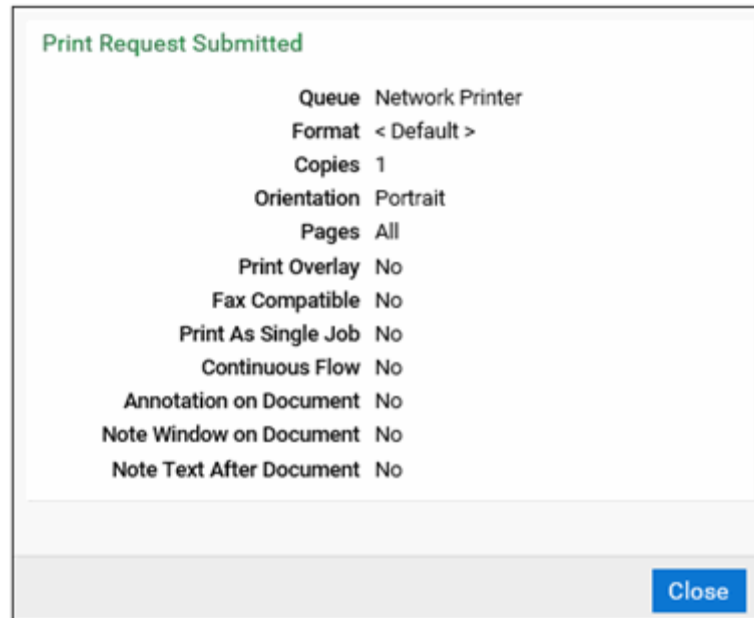 Print Request Submitted
Queue Network Printer
Format < Default >
Copies 1
Orientation Portrait
Pages All
Print Overlay No
Fax Compatible No
Print As Single Job No
Continuous Flow No
Annotation on Document No
Note Window on Document No
Note Text After Document No
Close